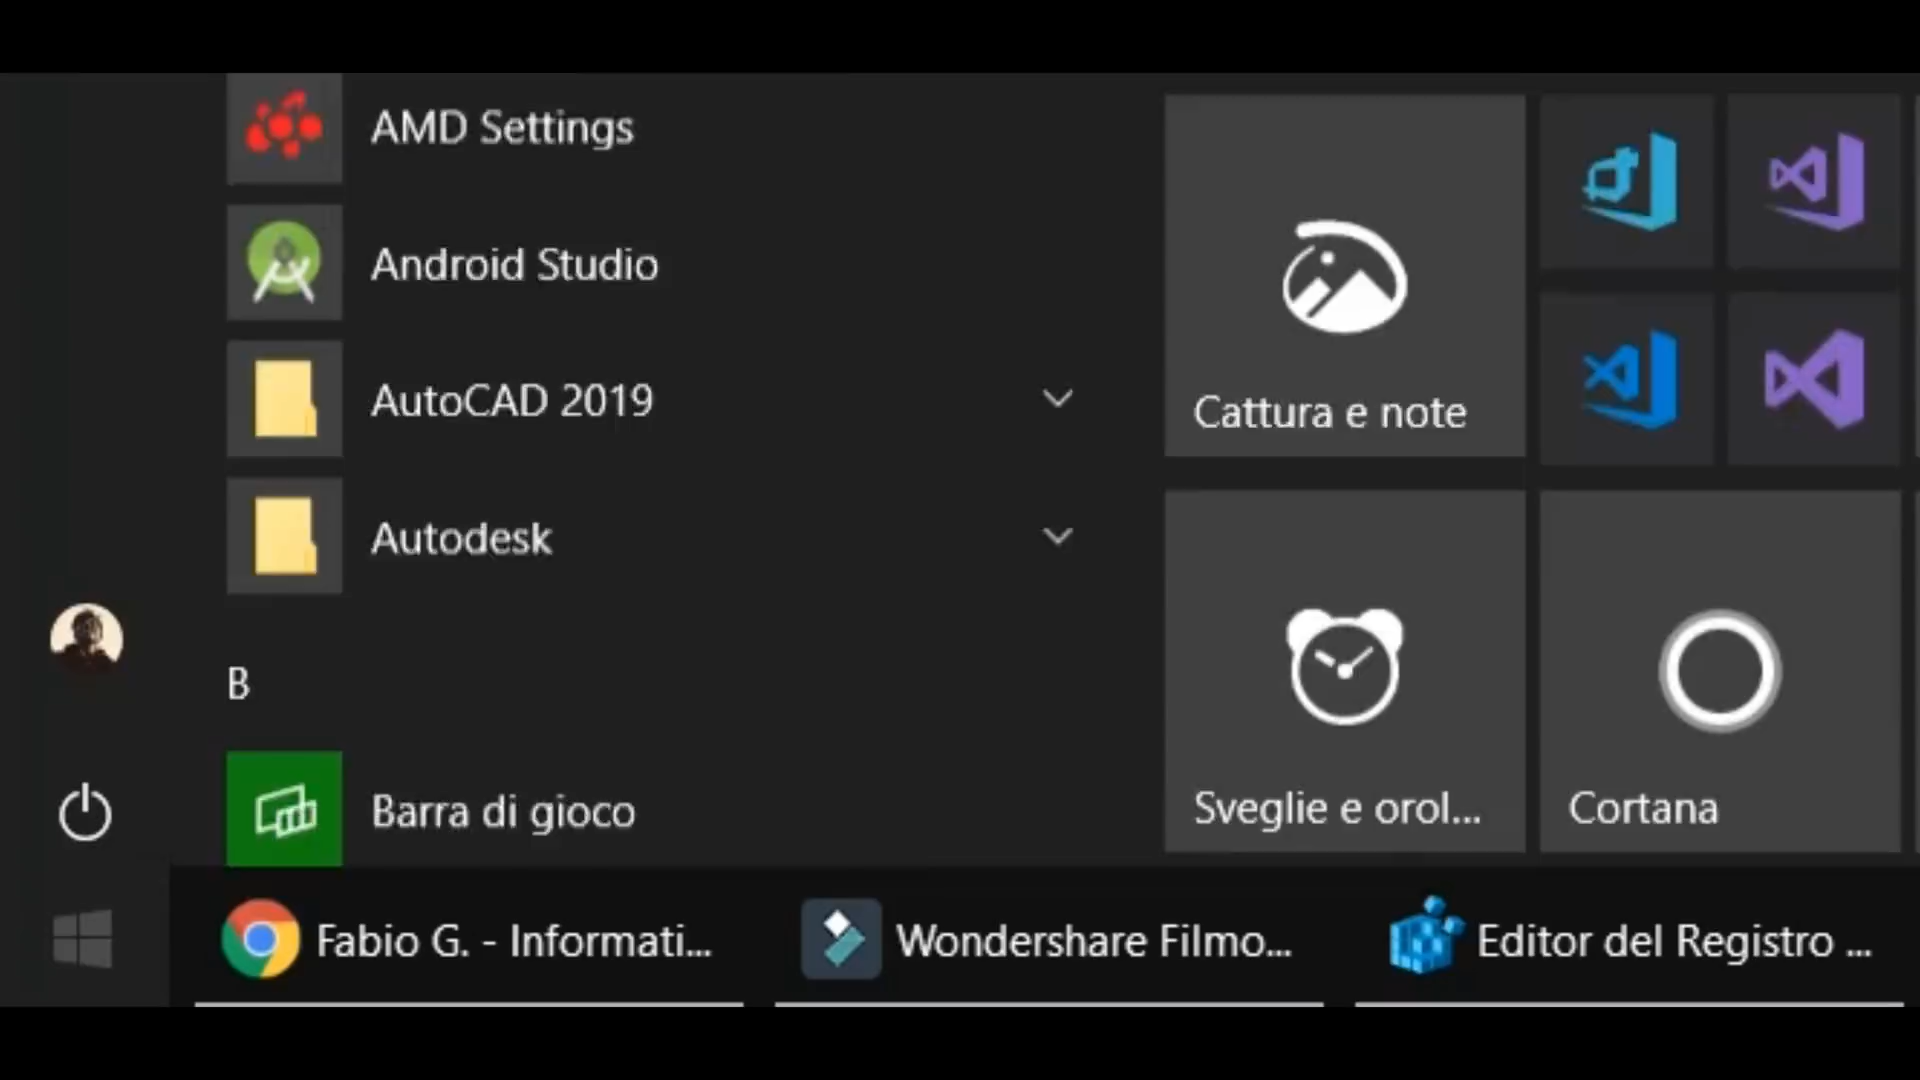 AMD Settings
Android Studio
AutoCAD 2019
Autodesk
B
Barra di gioco
Cattura e note
Sveglie e orol...
Cortana
Fabio G. - Informati...
Wondershare Filmo...
Editor del Registro ...